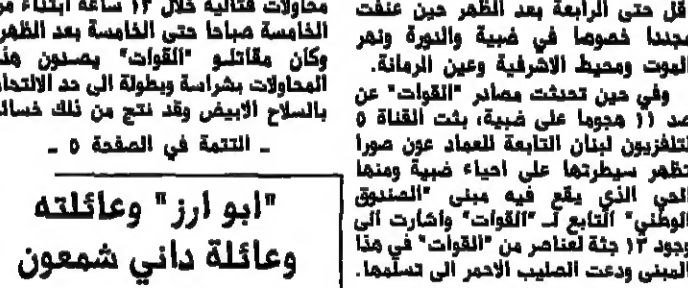 اقل حتى الرابعة بعد الظهر حين عنفت
مجددا خصوصا في ضبية والدورة ونهر
الموت ومحيط الاشرفية وعين الرمانة.
وفي حين تحدثت مصادر "القوات" عن
صد ١١ هجوما على ضبية، بثت القناة ٥
لتلفزيون لبنان التابعة للعماد عون صورا
تظهر سيطرتها على احياء ضبية ومنها
الحي الذي يقع فيه مبنى "الصندوق
الوطني" التابع لـ "القوات" واشارت الى
وجود ١٣ جثة لعناصر من "القوات" في هذا
المبنى ودعت الصليب الاحمر الى تسلمها.
محاولات قتالية خلال ١٢ ساعة ابتداء من
الخامسة صباحا حتى الخامسة بعد الظهر
وكان مقاتلو "القوات" يصدون هذه
المحاولات بشراسة وبطولة الى حد الالتحام
بالسلاح الابيض وقد نتج من ذلك خسائر
ـ التتمة في الصفحة ٥ ـ
"ابو ارز" وعائلته
وعائلة داني شمعون